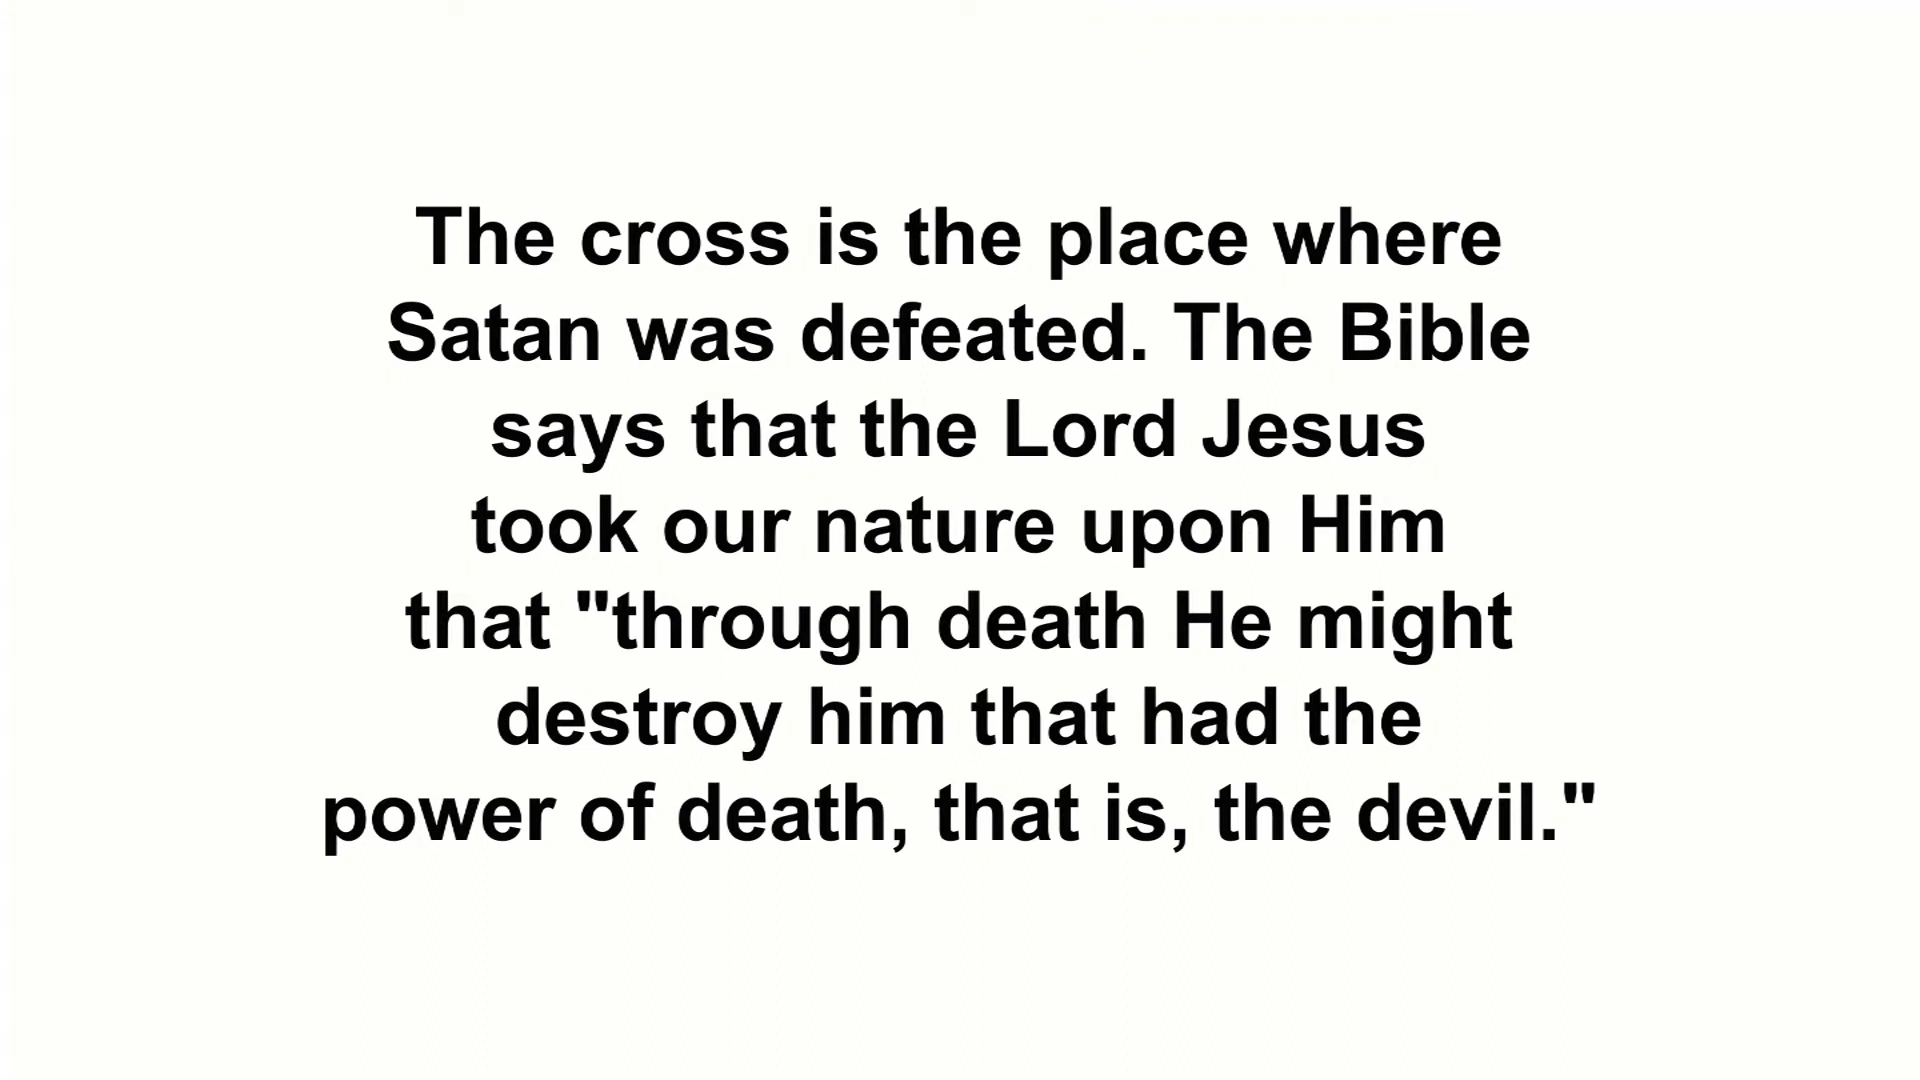 The cross is the place where
Satan was defeated. The Bible
says that the Lord Jesus
took our nature upon Him
that "through death He might
destroy him that had the
power of death, that is, the devil."